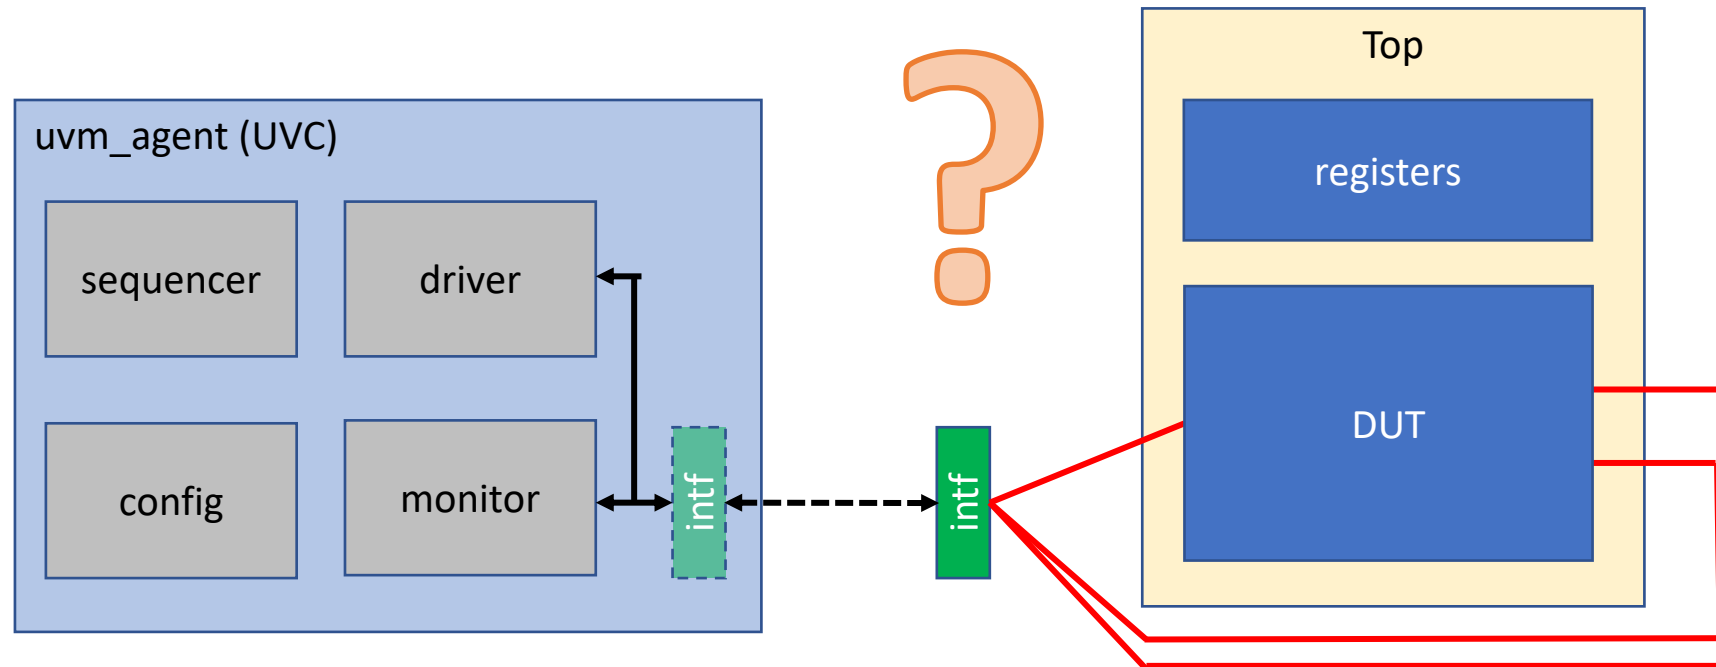 Top
uvm_agent (UVC)
registers
sequencer
driver
DUT
config
monitor
intf
intf
?